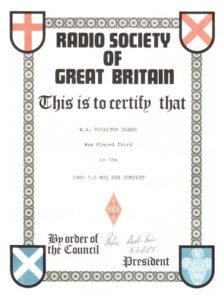 RADIO SOCIETY
OF
GREAT BRITAIN
This is to certify that
Was Placed Third
in the
1980 7.0 MHz SSB CONTEST
By order of
the Council
President